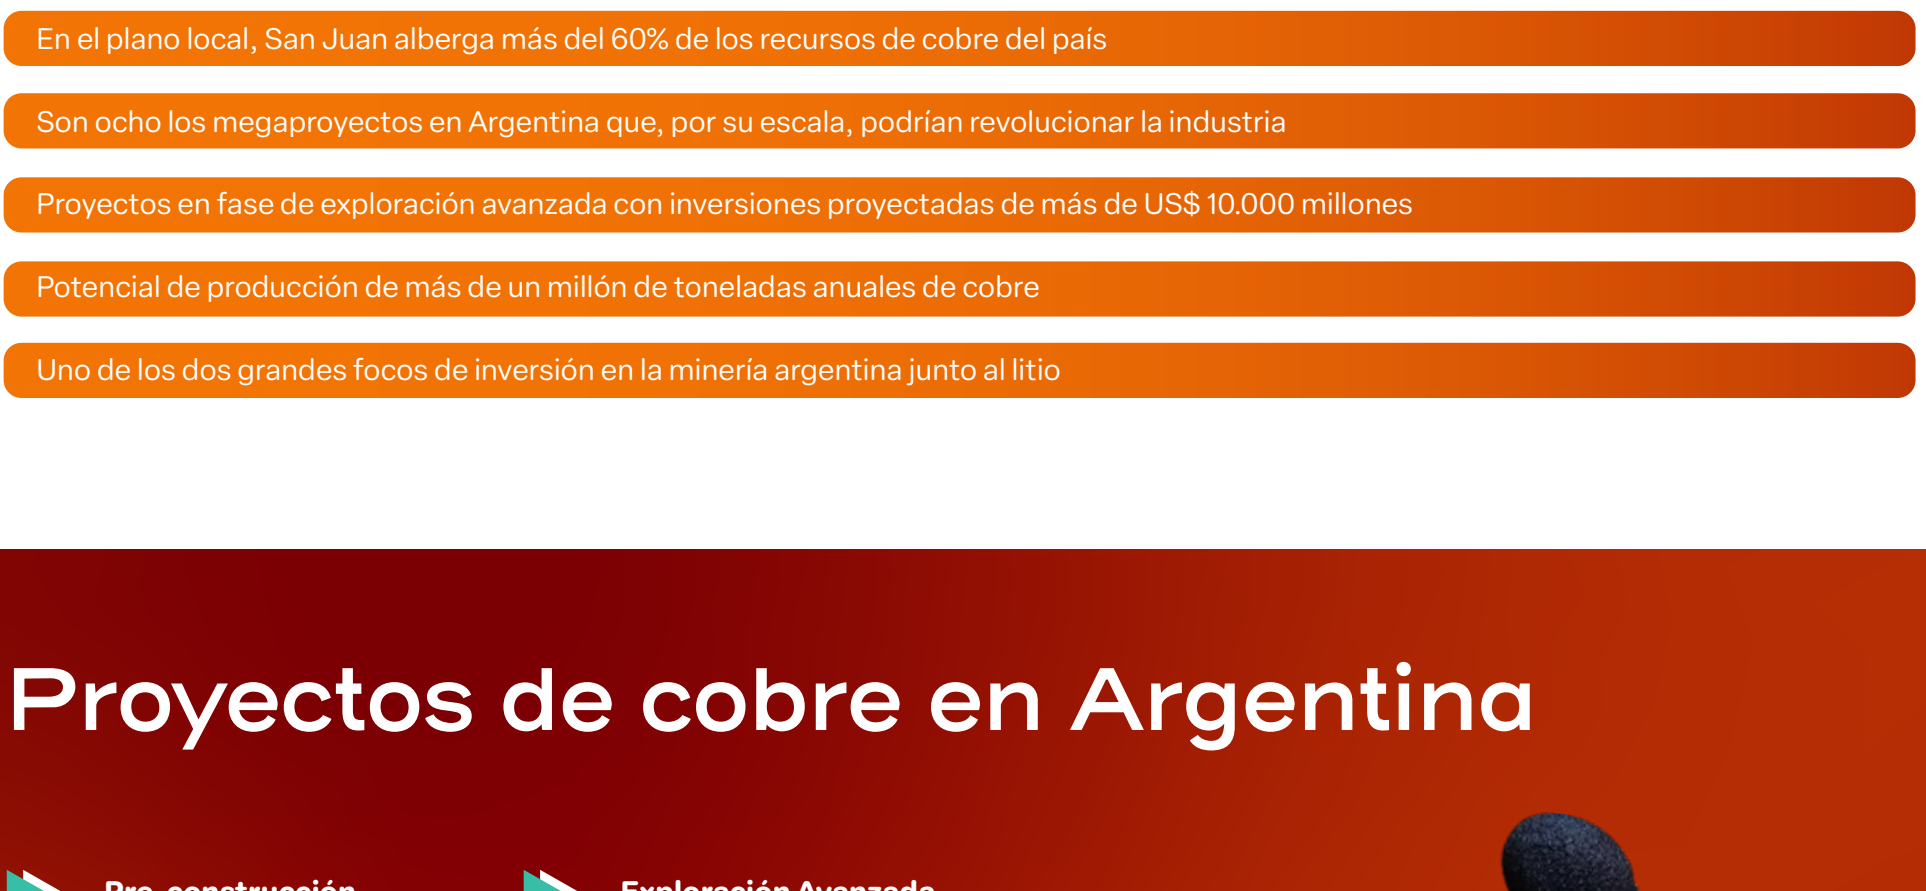 En el plano local, San Juan alberga más del 60% de los recursos de cobre del país
Son ocho los megaproyectos en Argentina que, por su escala, podrían revolucionar la industria
Proyectos en fase de exploración avanzada con inversiones proyectadas de más de US$ 10.000 millones
Potencial de producción de más de un millón de toneladas anuales de cobre
Uno de los dos grandes focos de inversión en la minería argentina junto al litio
Proyectos de cobre en Argentina
Pre-construcción
Exploración Avanzada